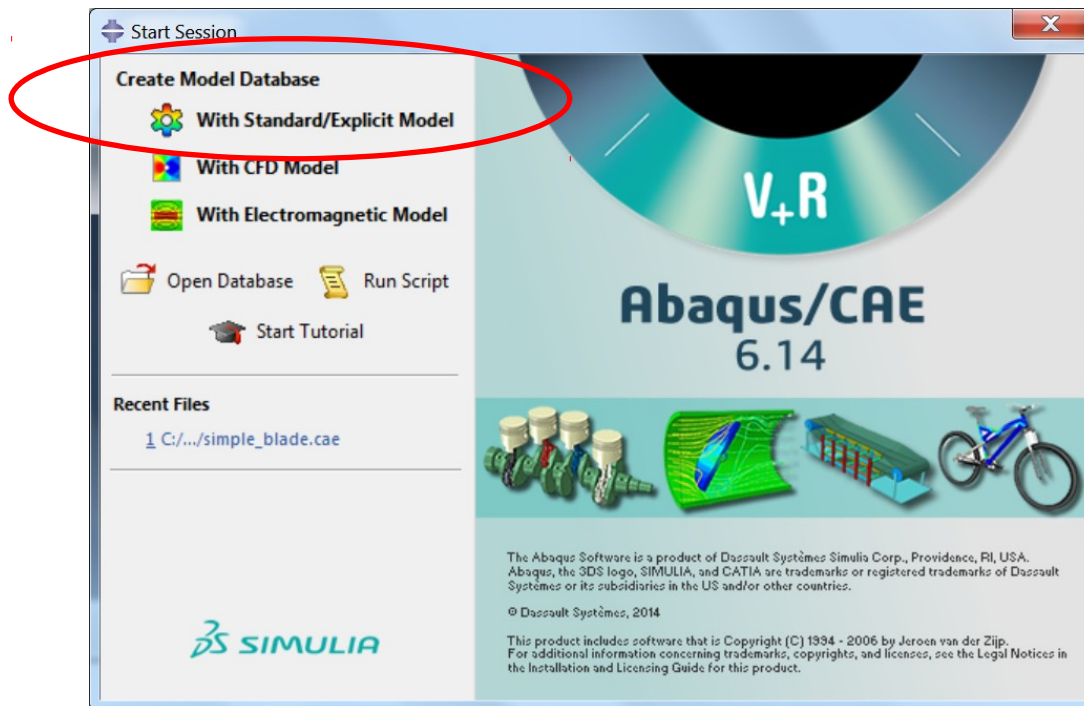 Start Session
Create Model Database
With Standard/Explicit Model
With CFD Model
With Electromagnetic Model
Open Database Run Script
Start Tutorial
Recent Files
1 C:/.../simple_blade.cae
3DS SIMULIA
V+R
Abaqus/CAE
6.14
The Abaqus Software is a product of Dassault Systèmes Simulia Corp., Providence, RI, USA.
Abaqus, the 3DS logo, SIMULIA, and CATIA are trademarks or registered trademarks of Dassault
Systèmes or its subsidiaries in the US and/or other countries.
© Dassault Systèmes, 2014
This product includes software that is Copyright (C) 1994 - 2006 by Jeroen van der Zijp.
For additional information concerning trademarks, copyrights, and licenses, see the Legal Notices in
the Installation and Licensing Guide for this product.